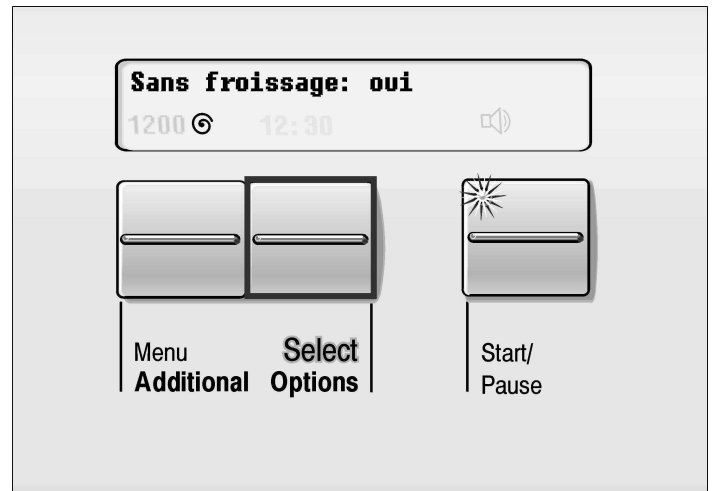 Sans froissage: oui
1200 12:30
Menu Select
Additional Options
Start/
Pause